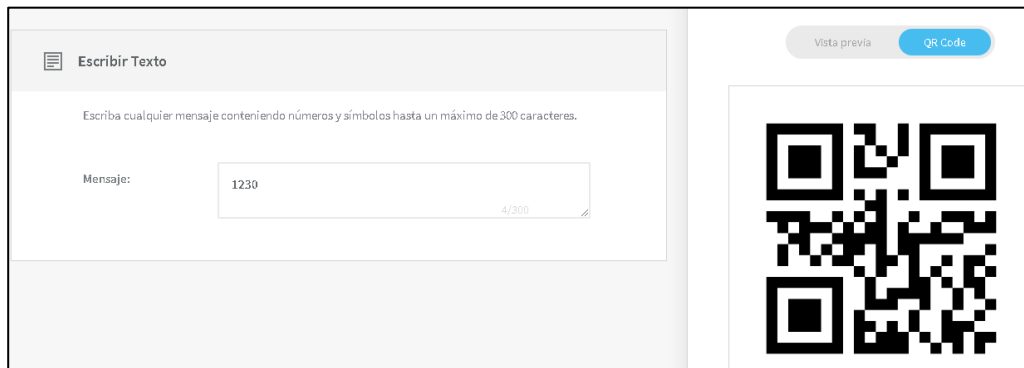 Vista previa
QR Code
Escribir Texto
Escriba cualquier mensaje conteniendo números y símbolos hasta un máximo de 300 caracteres.
Mensaje:
1230
4/300